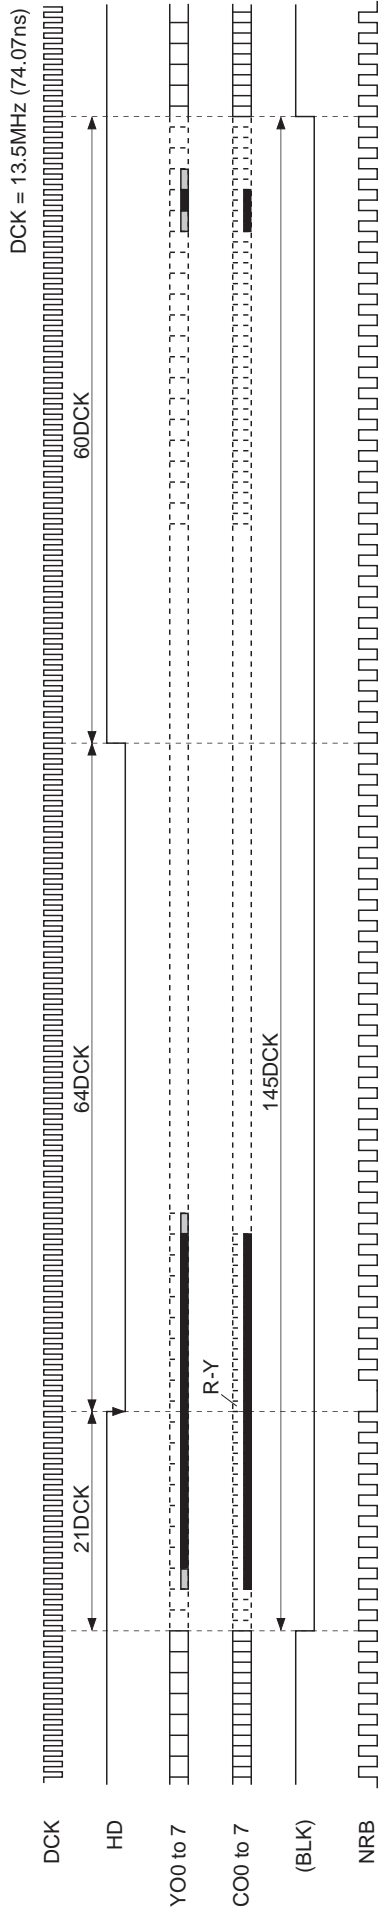 DCK = 13.5MHz (74.07ns)
DCK
HD
21DCK
64DCK
60DCK
YO0 to 7
CO0 to 7
R-Y
145DCK
(BLK)
NRB